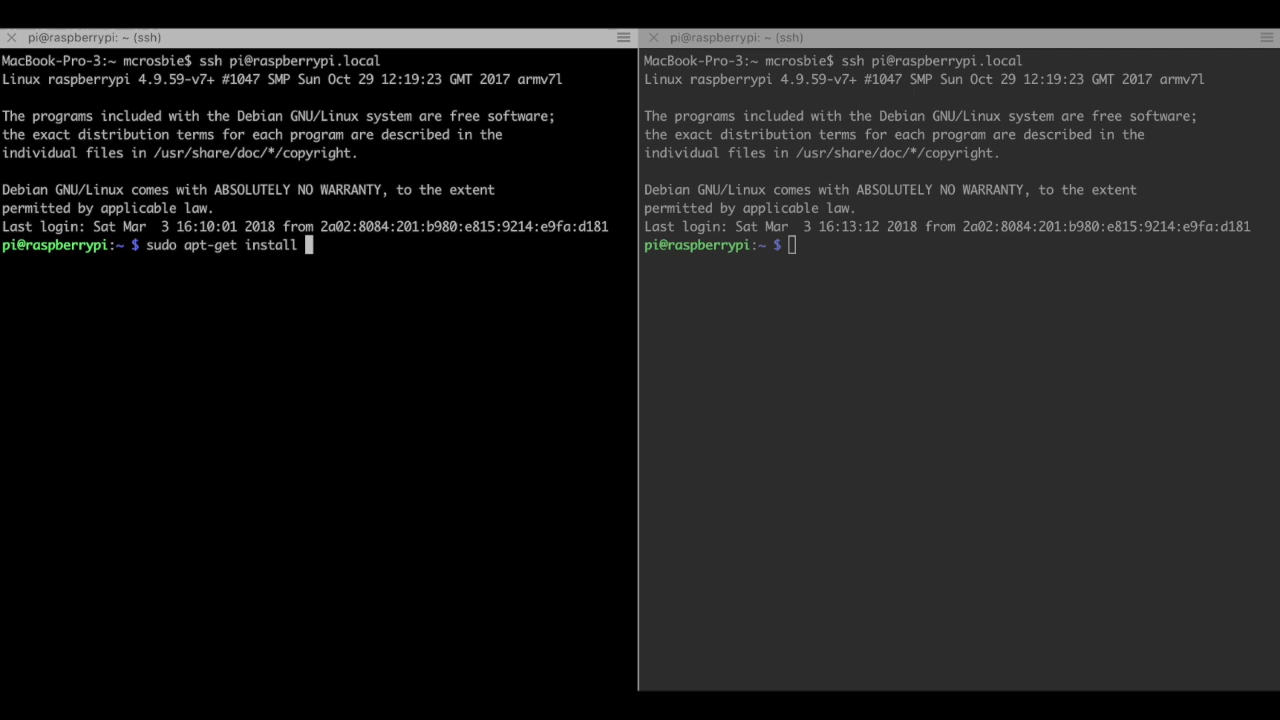 pi@raspberrypi: ~ (ssh)
MacBook-Pro-3:~ mcrosbie$ ssh pi@raspberrypi.local
Linux raspberrypi 4.9.59-v7+ #1047 SMP Sun Oct 29 12:19:23 GMT 2017 armv7l
The programs included with the Debian GNU/Linux system are free software;
the exact distribution terms for each program are described in the
individual files in /usr/share/doc/*/copyright.
Debian GNU/Linux comes with ABSOLUTELY NO WARRANTY, to the extent
permitted by applicable law.
Last login: Sat Mar  3 16:10:01 2018 from 2a02:8084:201:b980:e815:9214:e9fa:d181
pi@raspberrypi:~ $ sudo apt-get install
pi@raspberrypi: ~ (ssh)
MacBook-Pro-3:~ mcrosbie$ ssh pi@raspberrypi.local
Linux raspberrypi 4.9.59-v7+ #1047 SMP Sun Oct 29 12:19:23 GMT 2017 armv7l
The programs included with the Debian GNU/Linux system are free software;
the exact distribution terms for each program are described in the
individual files in /usr/share/doc/*/copyright.
Debian GNU/Linux comes with ABSOLUTELY NO WARRANTY, to the extent
permitted by applicable law.
Last login: Sat Mar  3 16:13:12 2018 from 2a02:8084:201:b980:e815:9214:e9fa:d181
pi@raspberrypi:~ $